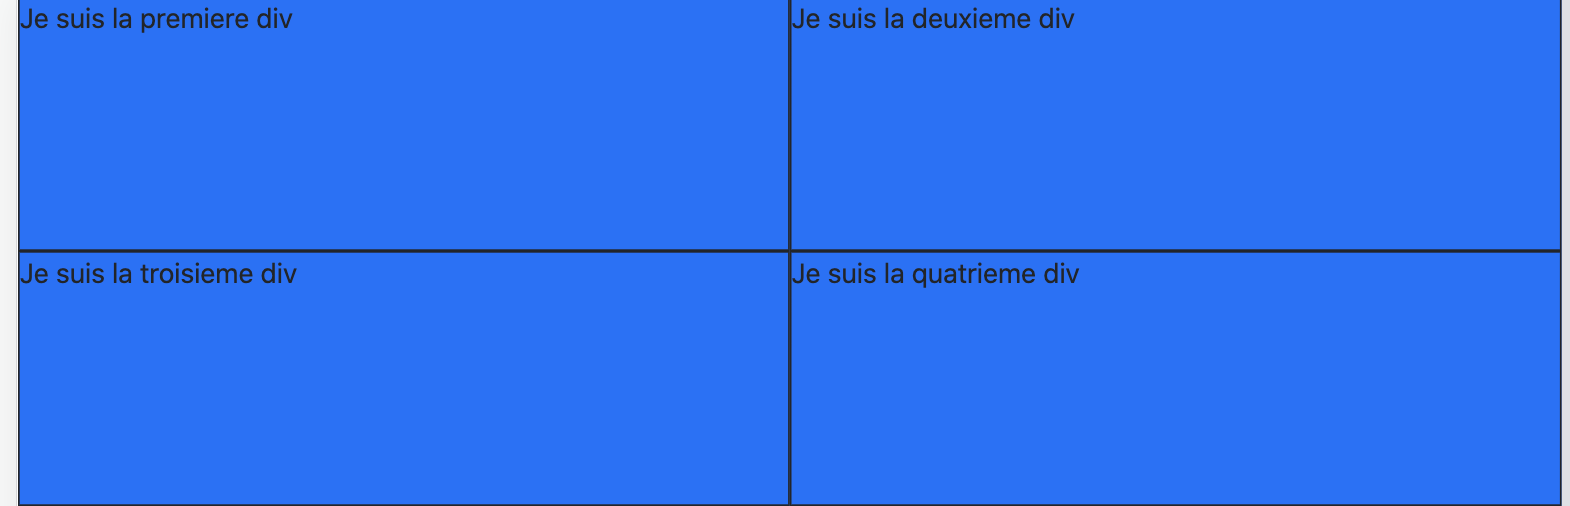 Je suis la premiere div
Je suis la deuxieme div
Je suis la troisieme div
Je suis la quatrieme div